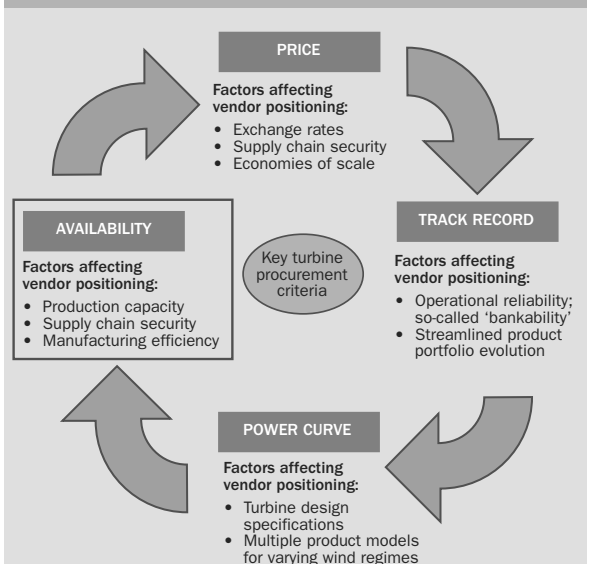 PRICE
Factors affecting
vendor positioning:
• Exchange rates
• Supply chain security
• Economies of scale
AVAILABILITY
Factors affecting
vendor positioning:
• Production capacity
• Supply chain security
• Manufacturing efficiency
Key turbine
procurement
criteria
TRACK RECORD
Factors affecting
vendor positioning:
• Operational reliability;
so-called ‘bankability’
• Streamlined product
portfolio evolution
POWER CURVE
Factors affecting
vendor positioning:
• Turbine design
specifications
• Multiple product models
for varying wind regimes